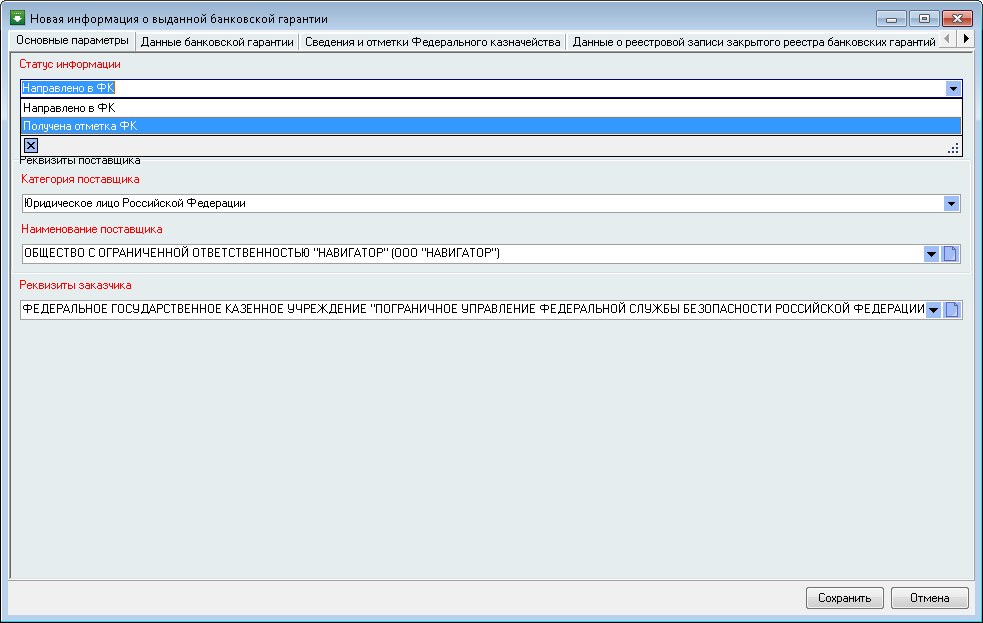 Новая информация о выданной банковской гарантии
Основные параметры
Данные банковской гарантии
Сведения и отметки Федерального казначейства
Данные о реестровой записи закрытого реестра банковских гарантий
Статус информации
Направлено в ФК
Направлено в ФК
Получена отметка ФК
Реквизиты поставщика
Категория поставщика
Юридическое лицо Российской Федерации
Наименование поставщика
ОБЩЕСТВО С ОГРАНИЧЕННОЙ ОТВЕТСТВЕННОСТЬЮ "НАВИГАТОР" (ООО "НАВИГАТОР")
Реквизиты заказчика
ФЕДЕРАЛЬНОЕ ГОСУДАРСТВЕННОЕ КАЗЕННОЕ УЧРЕЖДЕНИЕ "ПОГРАНИЧНОЕ УПРАВЛЕНИЕ ФЕДЕРАЛЬНОЙ СЛУЖБЫ БЕЗОПАСНОСТИ РОССИЙСКОЙ ФЕДЕРАЦИИ
Сохранить
Отмена